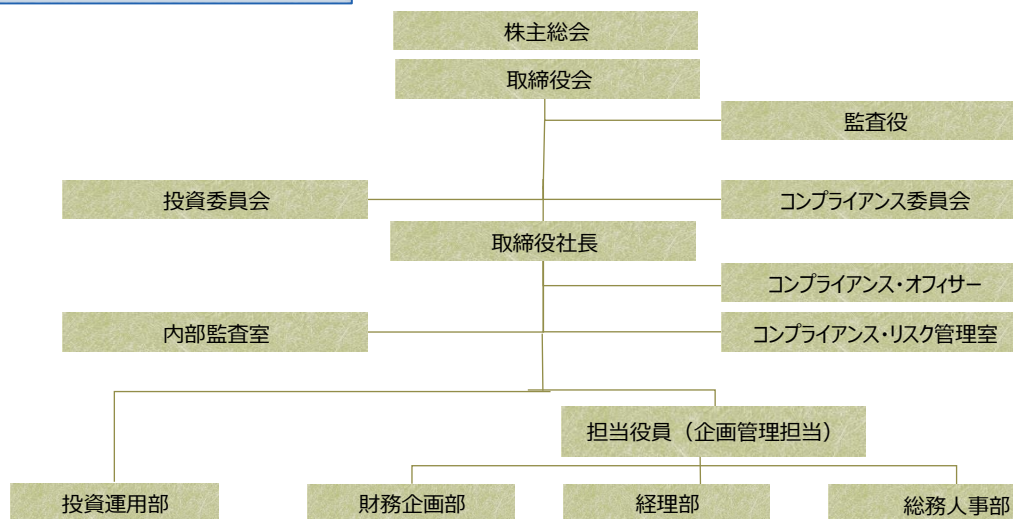 株主総会
取締役会
監査役
投資委員会
コンプライアンス委員会
取締役社長
コンプライアンス・オフィサー
内部監査室
コンプライアンス・リスク管理室
担当役員（企画管理担当）
投資運用部
財務企画部
経理部
総務人事部